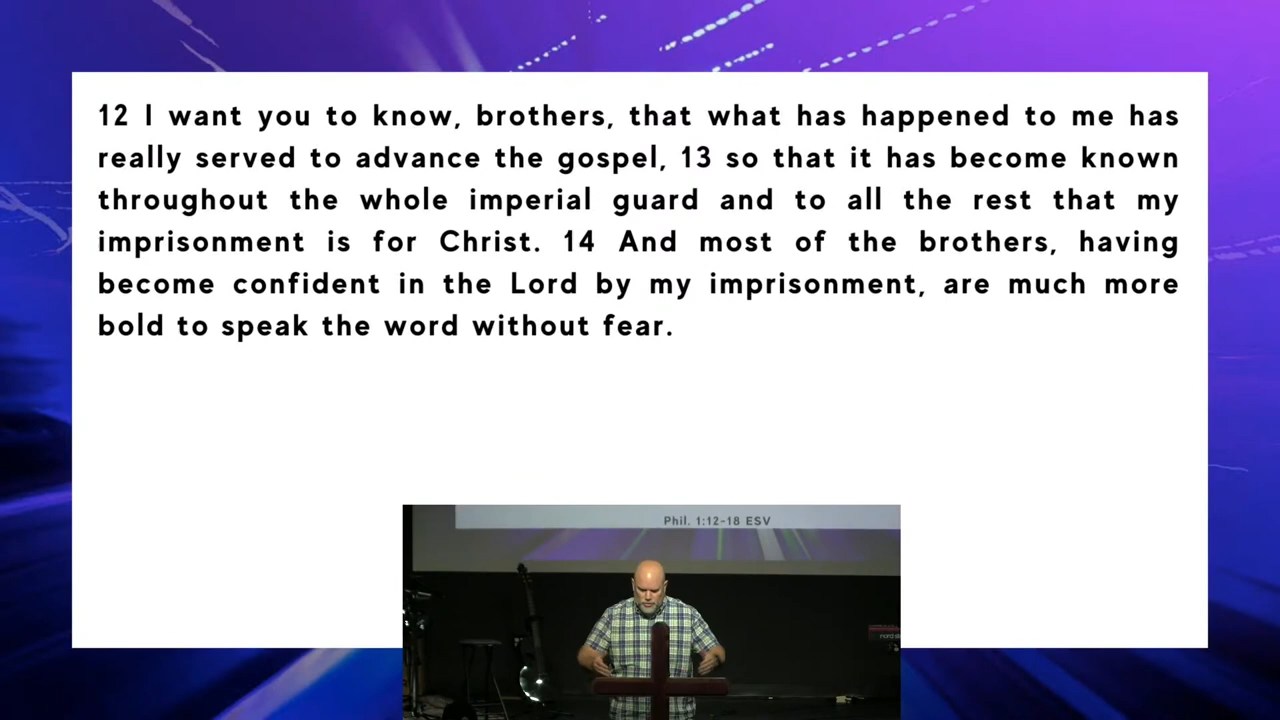 12 I want you to know, brothers, that what has happened to me has
really served to advance the gospel, 13 so that it has become known
throughout the whole imperial guard and to all the rest that my
imprisonment is for Christ. 14 And most of the brothers, having
become confident in the Lord by my imprisonment, are much more
bold to speak the word without fear.
Phil. 1:12-18 ESV
nord